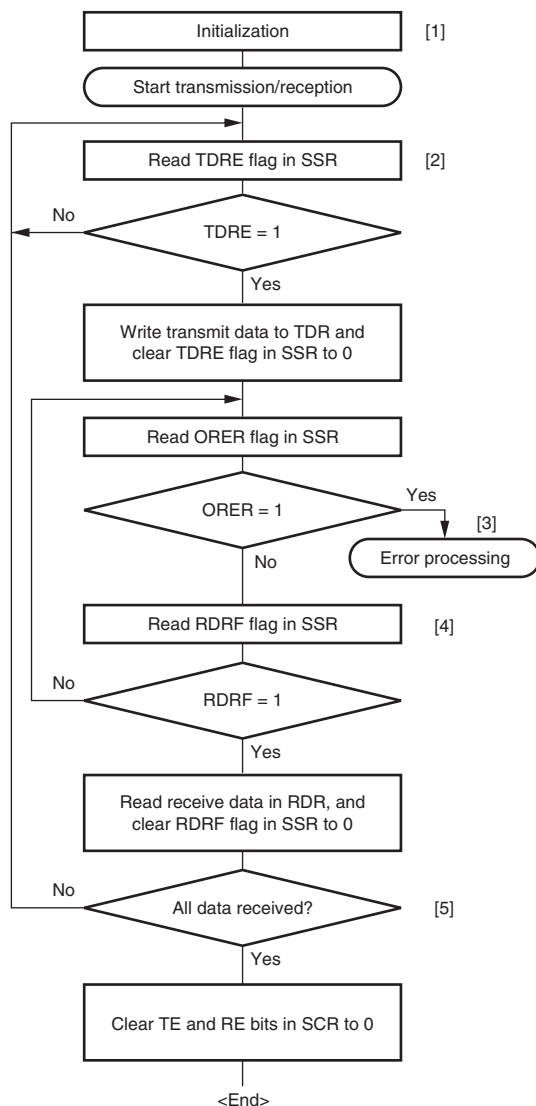 Initialization
[1]
Start transmission/reception
Read TDRE flag in SSR
[2]
No
TDRE = 1
Yes
Write transmit data to TDR and
clear TDRE flag in SSR to 0
Read ORER flag in SSR
ORER = 1
Yes
[3]
Error processing
No
Read RDRF flag in SSR
[4]
No
RDRF = 1
Yes
Read receive data in RDR, and
clear RDRF flag in SSR to 0
No
All data received?
[5]
Yes
Clear TE and RE bits in SCR to 0
<End>